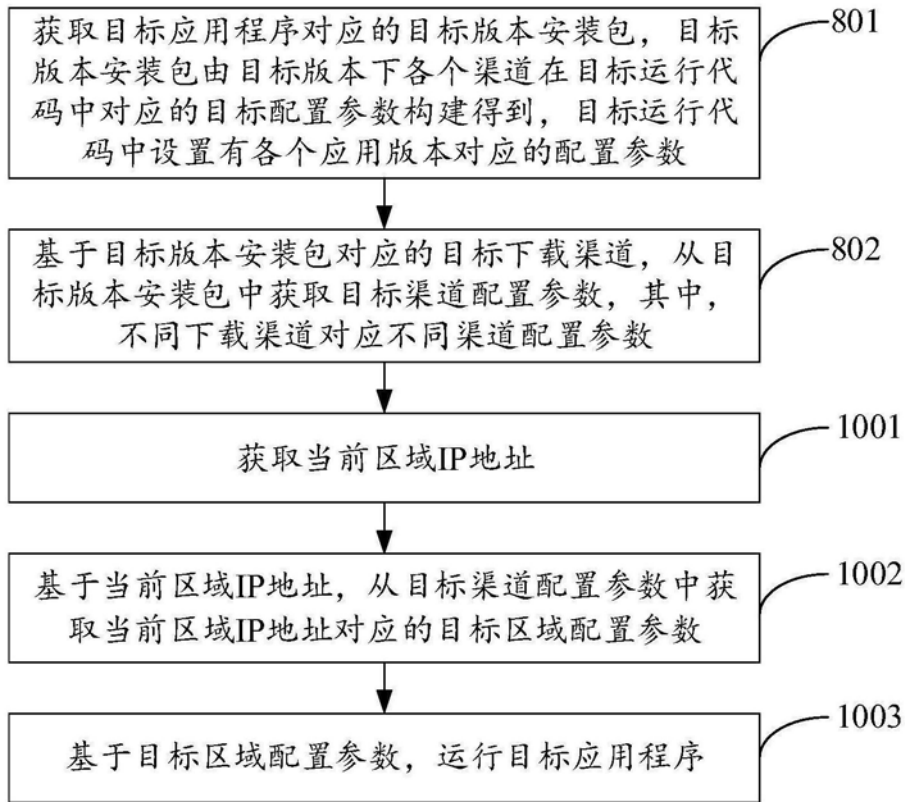 获取目标应用程序对应的目标版本安装包，目标
版本安装包由目标版本下各个渠道在目标运行代
码中对应的目标配置参数构建得到，目标运行代
码中设置有各个应用版本对应的配置参数
801
基于目标版本安装包对应的目标下载渠道，从目
标版本安装包中获取目标渠道配置参数，其中，
不同下载渠道对应不同渠道配置参数
802
获取当前区域IP地址
1001
基于当前区域IP地址，从目标渠道配置参数中获
取当前区域IP地址对应的目标区域配置参数
1002
基于目标区域配置参数，运行目标应用程序
1003